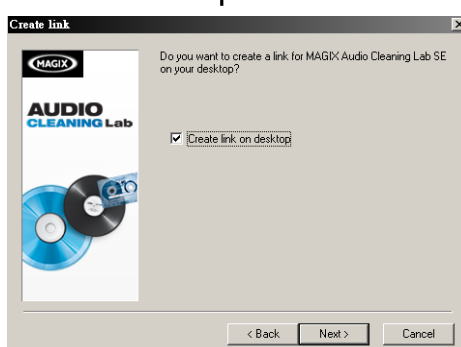 Create link
Do you want to create a link for MAGIX Audio Cleaning Lab SE
on your desktop?
MAGIX
AUDIO
CLEANING Lab
Create link on desktop
< Back
Next >
Cancel